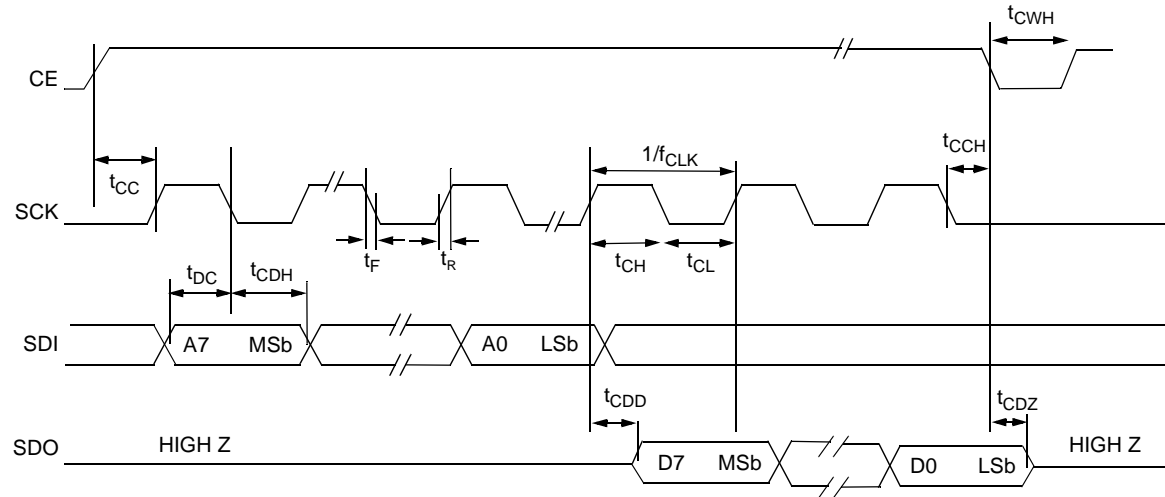 tCWH
CE
1/fCLK
tCCH
tCC
SCK
tF
tR
tCH
tCL
tDC
tCDH
SDI
A7 MSb
A0 LSb
tCDD
tCDZ
SDO
HIGH Z
D7 MSb
D0 LSb
HIGH Z